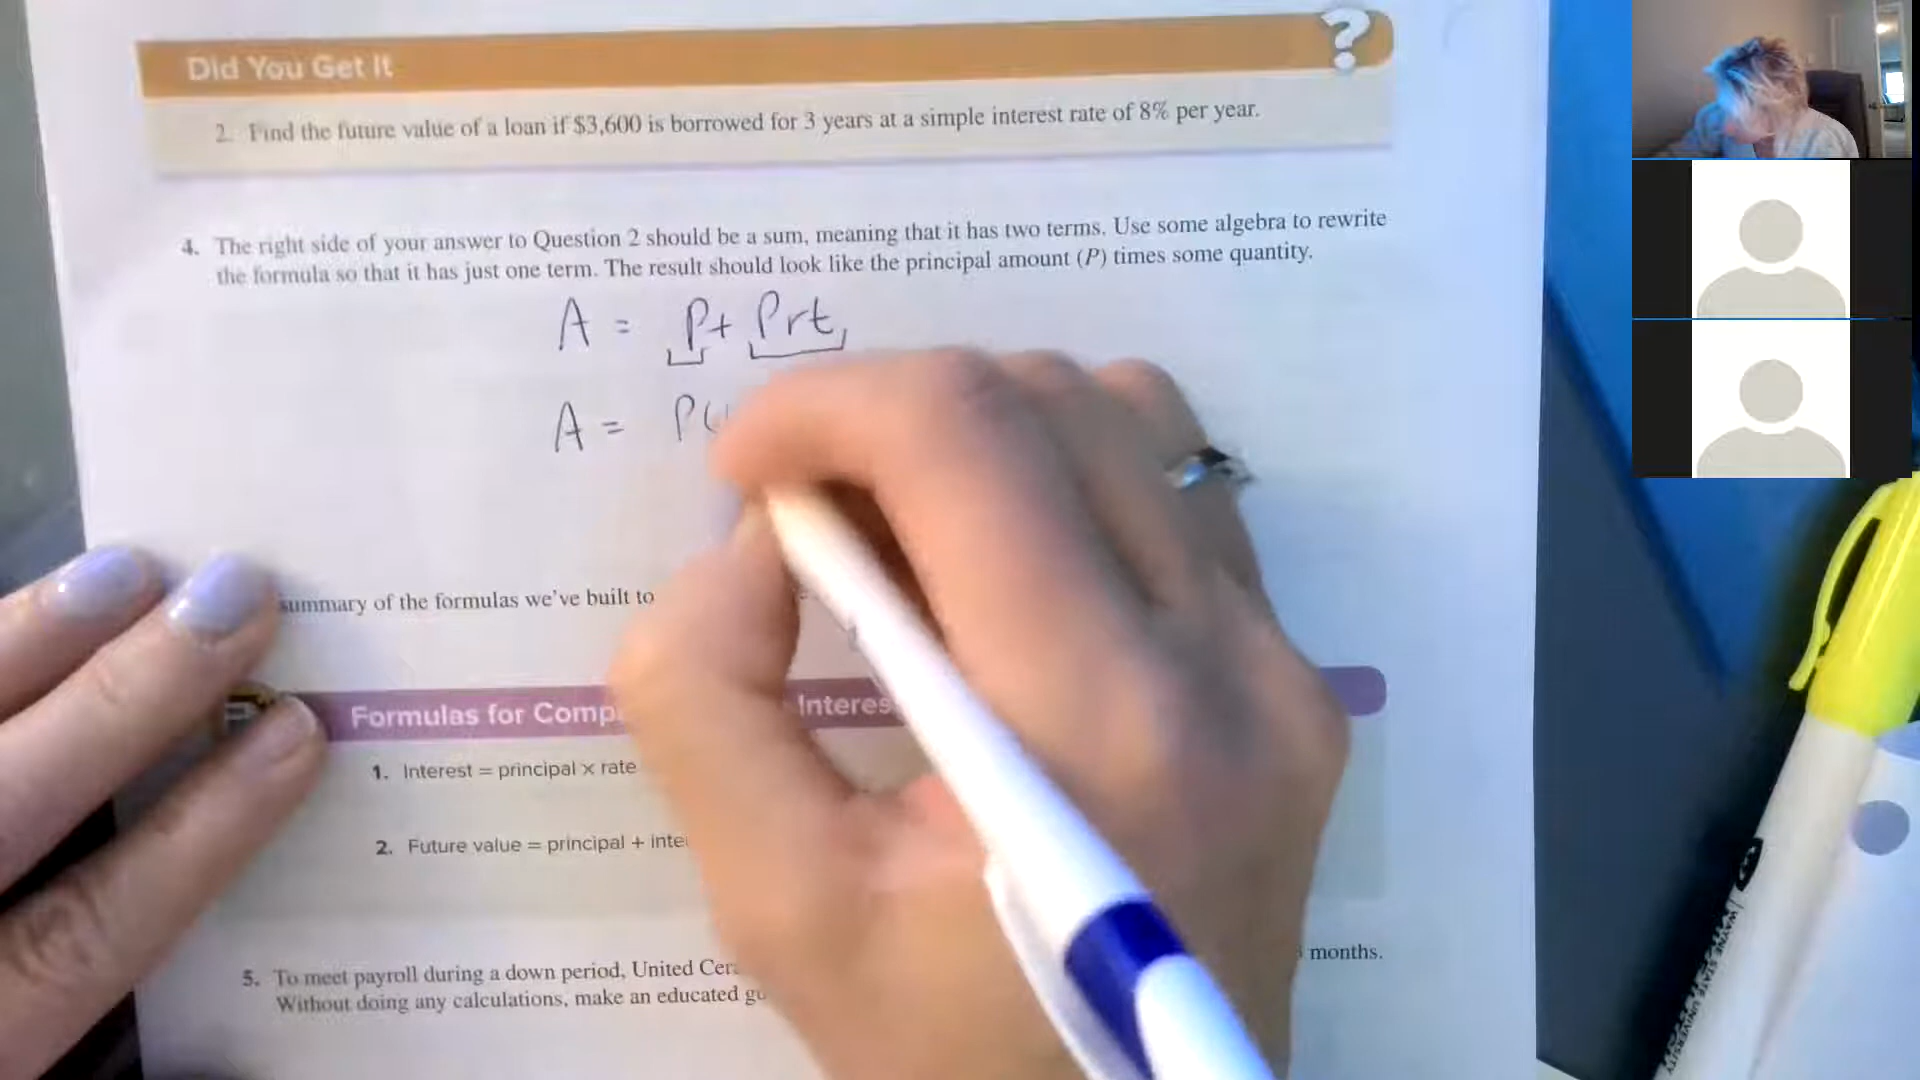 Did You Get It
?
2. Find the future value of a loan if $3,600 is borrowed for 3 years at a simple interest rate of 8% per year.
4. The right side of your answer to Question 2 should be a sum, meaning that it has two terms. Use some algebra to rewrite
the formula so that it has just one term. The result should look like the principal amount (P) times some quantity.
A = P + Prt
A = P(
summary of the formulas we've built to
Formulas for Comp Interes
1. Interest = principal × rate
2. Future value = principal + inte
5. To meet payroll during a down period, United Cer months.
Without doing any calculations, make an educated gu
WAYNE STATE UNIVERSITY